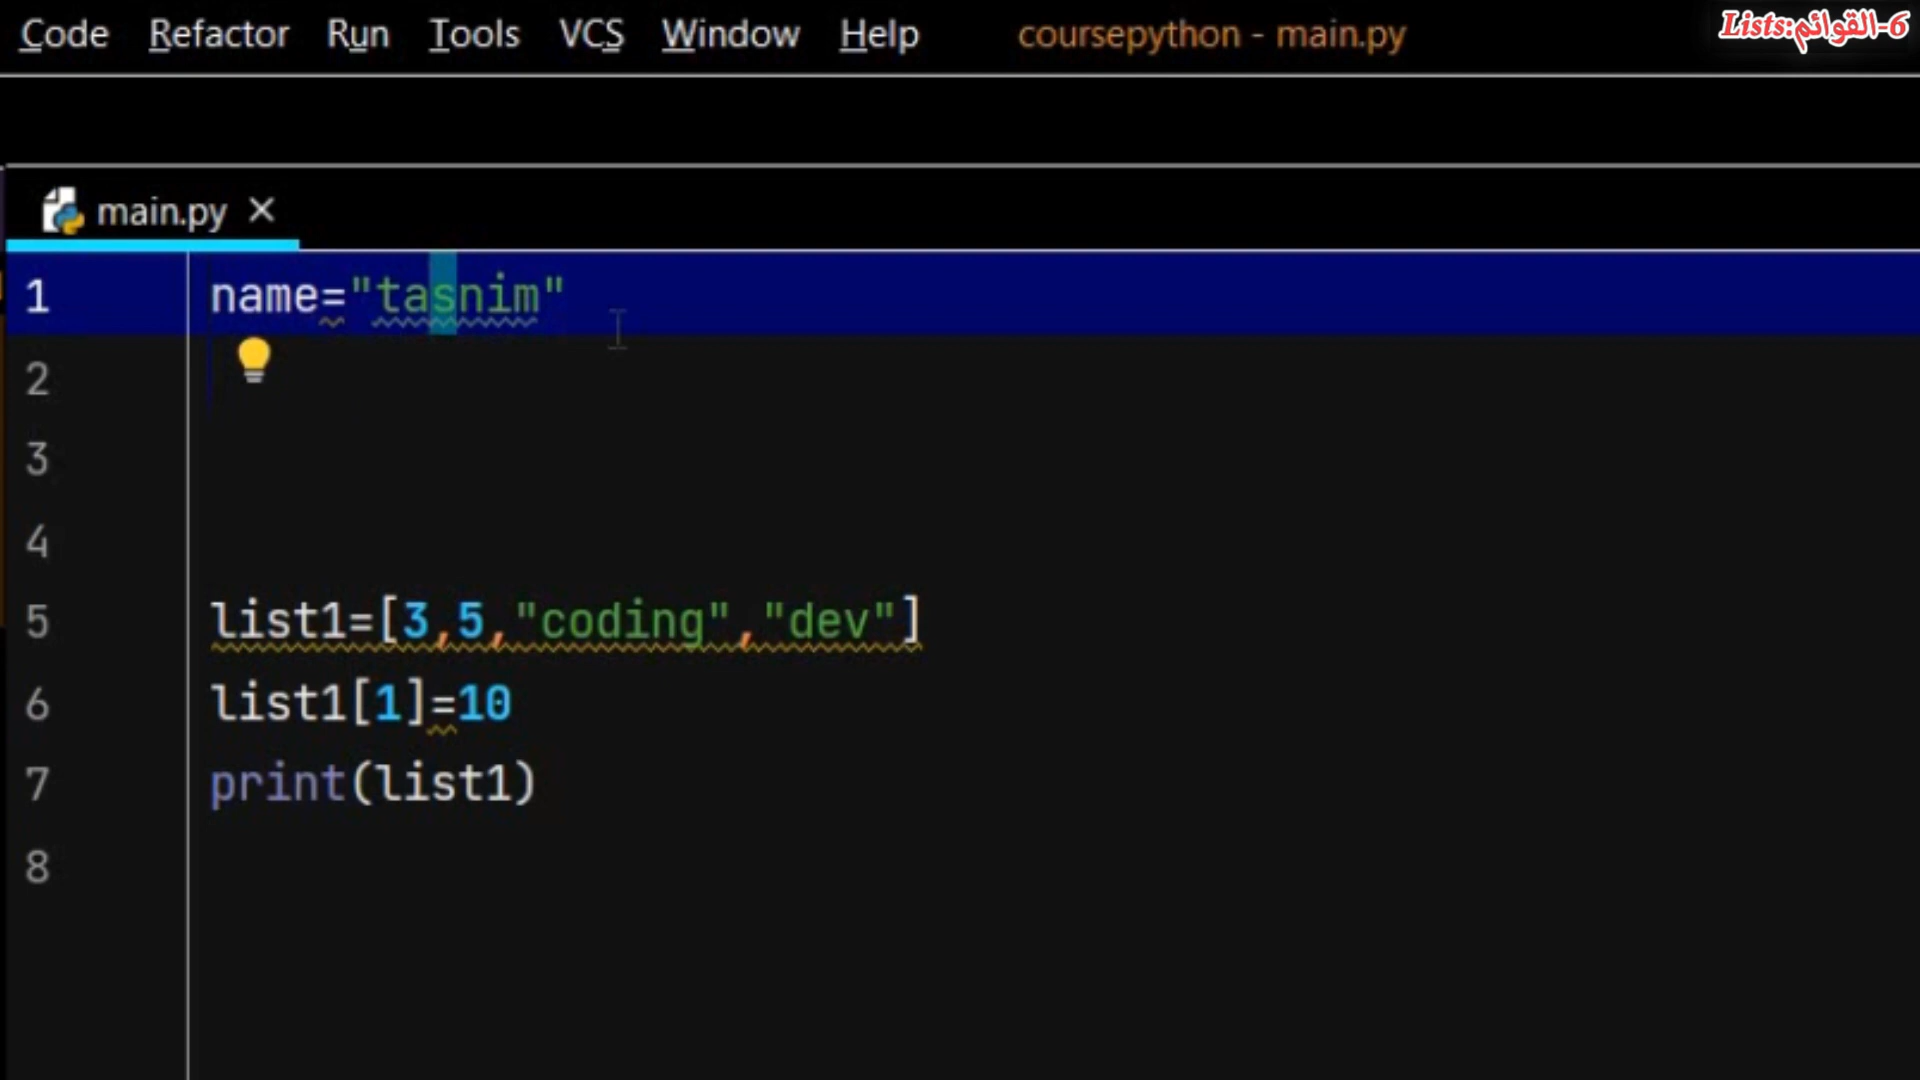 Code Refactor Run Tools VCS Window Help coursepython - main.py
6-القوائم:Lists
main.py
1 name="tasnim"
2
3
4
5 list1=[3,5,"coding","dev"]
6 list1[1]=10
7 print(list1)
8